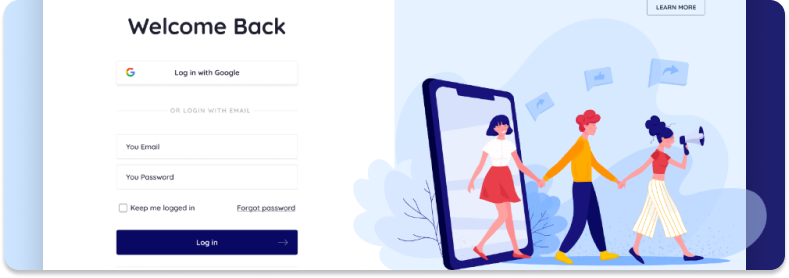 LEARN MORE
Welcome Back
Log in with Google
OR LOGIN WITH EMAIL
You Email
You Password
Keep me logged in
Forgot password
Log in